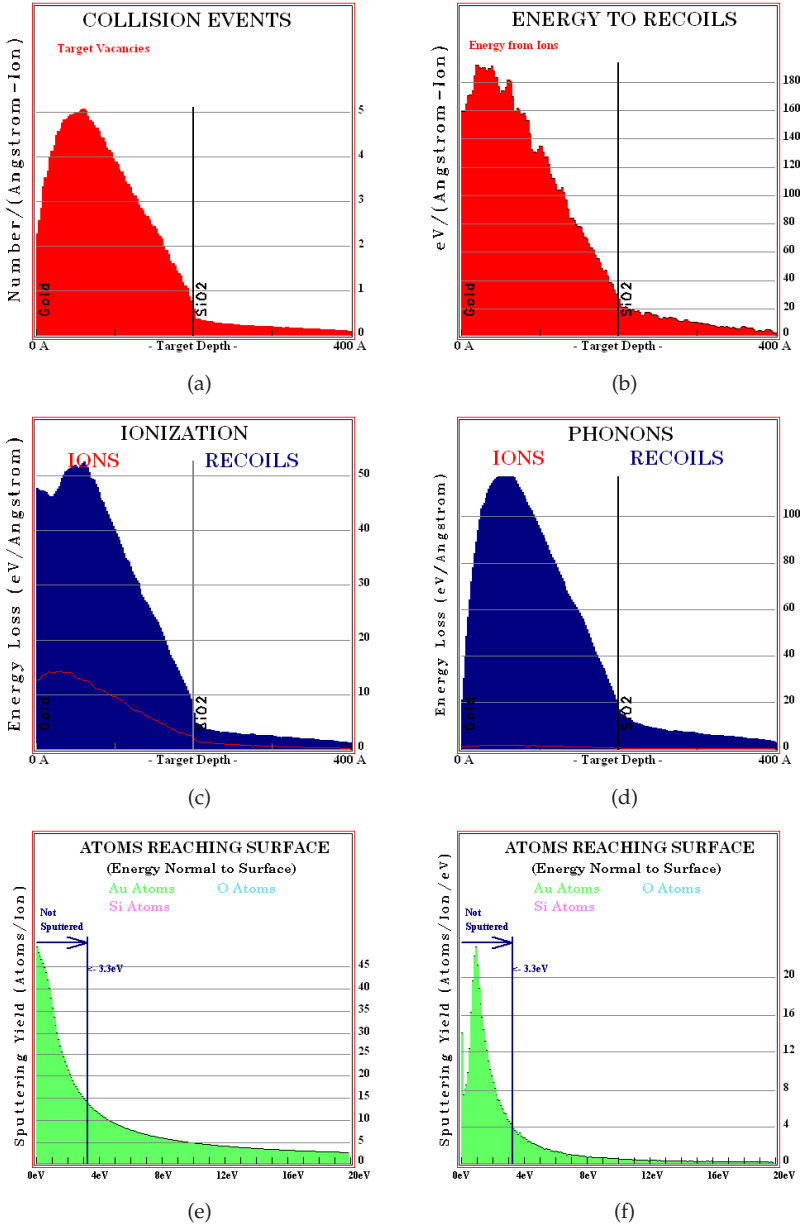 COLLISION EVENTS
Target Vacancies
Number/(Angstrom-Ion)
5
4
3
2
1
0
Gold
SiO2
0 A
- Target Depth -
400 A
(a)
ENERGY TO RECOILS
Energy from Ions
eV/(Angstrom-Ion)
180
160
140
120
100
80
60
40
20
0
Gold
SiO2
0 A
- Target Depth -
400 A
(b)
IONIZATION
IONS
RECOILS
Energy Loss (eV/Angstrom)
50
40
30
20
10
0
Gold
SiO2
0 A
- Target Depth -
400 A
(c)
PHONONS
IONS
RECOILS
Energy Loss (eV/Angstrom)
100
80
60
40
20
0
Gold
SiO2
0 A
- Target Depth -
400 A
(d)
ATOMS REACHING SURFACE
(Energy Normal to Surface)
Au Atoms O Atoms
Si Atoms
Not
Sputtered
<- 3.3eV
Sputtering Yield (Atoms/Ion)
45
40
35
30
25
20
15
10
5
0
0eV 4eV 8eV 12eV 16eV 20eV
(e)
ATOMS REACHING SURFACE
(Energy Normal to Surface)
Au Atoms O Atoms
Si Atoms
Not
Sputtered
<- 3.3eV
Sputtering Yield (Atoms/Ion/eV)
20
16
12
8
4
0
0eV 4eV 8eV 12eV 16eV 20eV
(f)